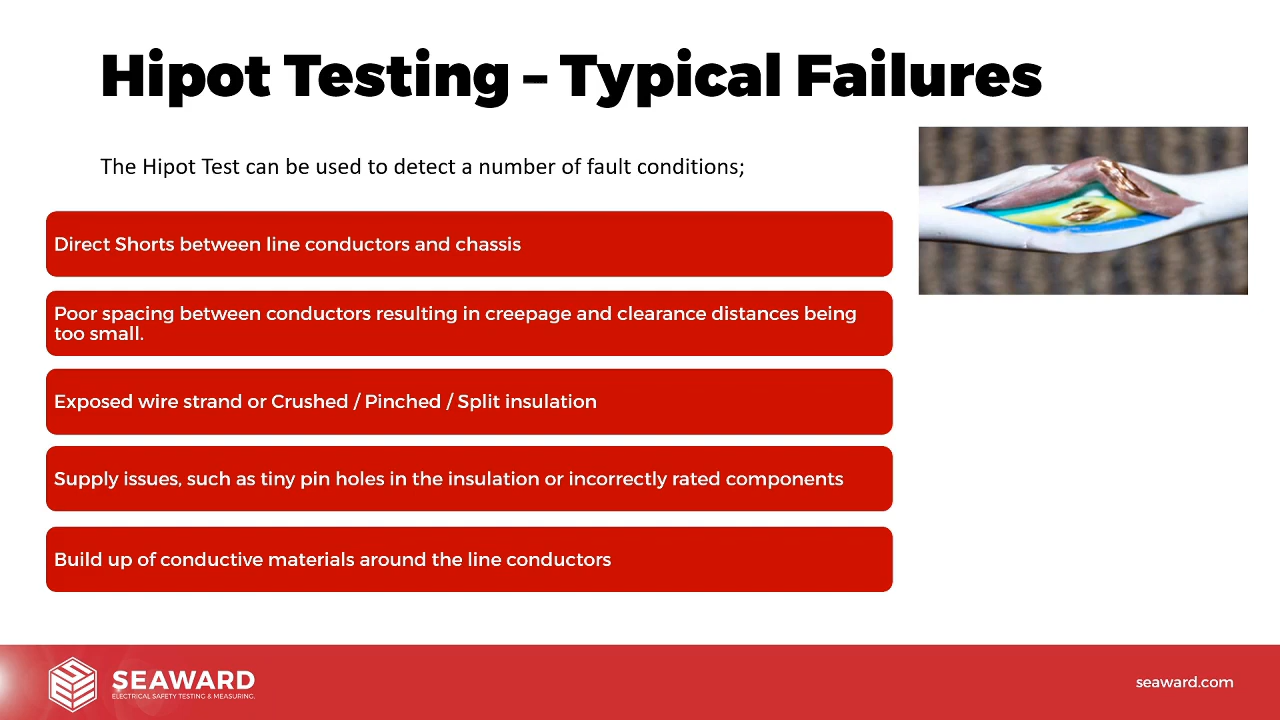 Hipot Testing – Typical Failures
The Hipot Test can be used to detect a number of fault conditions;
Direct Shorts between line conductors and chassis
Poor spacing between conductors resulting in creepage and clearance distances being
too small.
Exposed wire strand or Crushed / Pinched / Split insulation
Supply issues, such as tiny pin holes in the insulation or incorrectly rated components
Build up of conductive materials around the line conductors
SEAWARD
ELECTRICAL SAFETY TESTING & MEASURING.
seaward.com